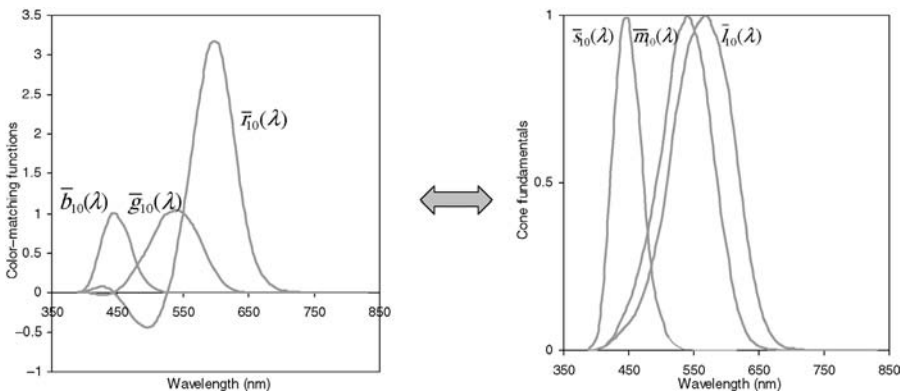 3.5
3
2.5
2
1.5
1
0.5
0
−0.5
−1
350 450 550 650 750 850
Color–matching functions
Wavelength (nm)
b̅₁₀(λ) g̅₁₀(λ)
r̅₁₀(λ)
1
0.5
0
350 450 550 650 750 850
Cone fundamentals
Wavelength (nm)
s̅₁₀(λ) m̅₁₀(λ) l̅₁₀(λ)